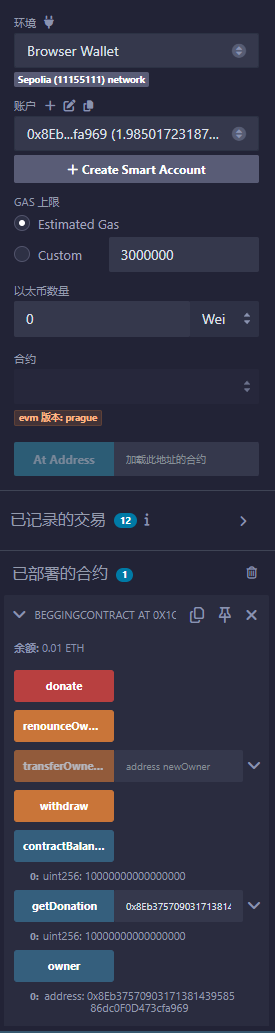 环境
Browser Wallet
Sepolia (11155111) network
账户
0x8Eb...fa969 (1.98501723187...
Create Smart Account
GAS 上限
Estimated Gas
Custom
3000000
以太币数量
0
Wei
合约
evm 版本: prague
At Address
加载此地址的合约
已记录的交易 12
已部署的合约 1
BEGGINGCONTRACT AT 0X1C
余额: 0.01 ETH
donate
renounceOw...
transferOwne...
address newOwner
withdraw
contractBalan...
0: uint256: 10000000000000000
getDonation
0x8Eb375709031713814
0: uint256: 10000000000000000
owner
0: address: 0x8Eb37570903171381439585
86dc0F0D473cfa969